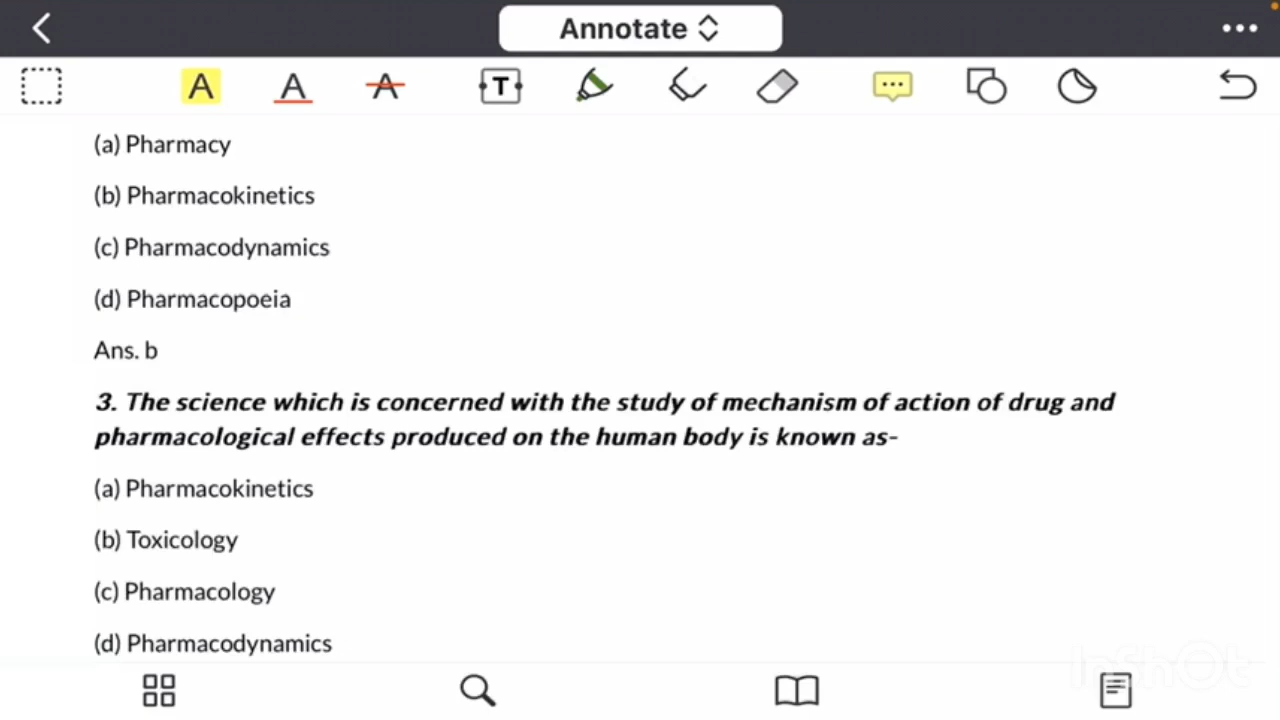 Annotate
A
A
A
T
(a) Pharmacy
(b) Pharmacokinetics
(c) Pharmacodynamics
(d) Pharmacopoeia
Ans. b
3. The science which is concerned with the study of mechanism of action of drug and
pharmacological effects produced on the human body is known as-
(a) Pharmacokinetics
(b) Toxicology
(c) Pharmacology
(d) Pharmacodynamics
InShOt